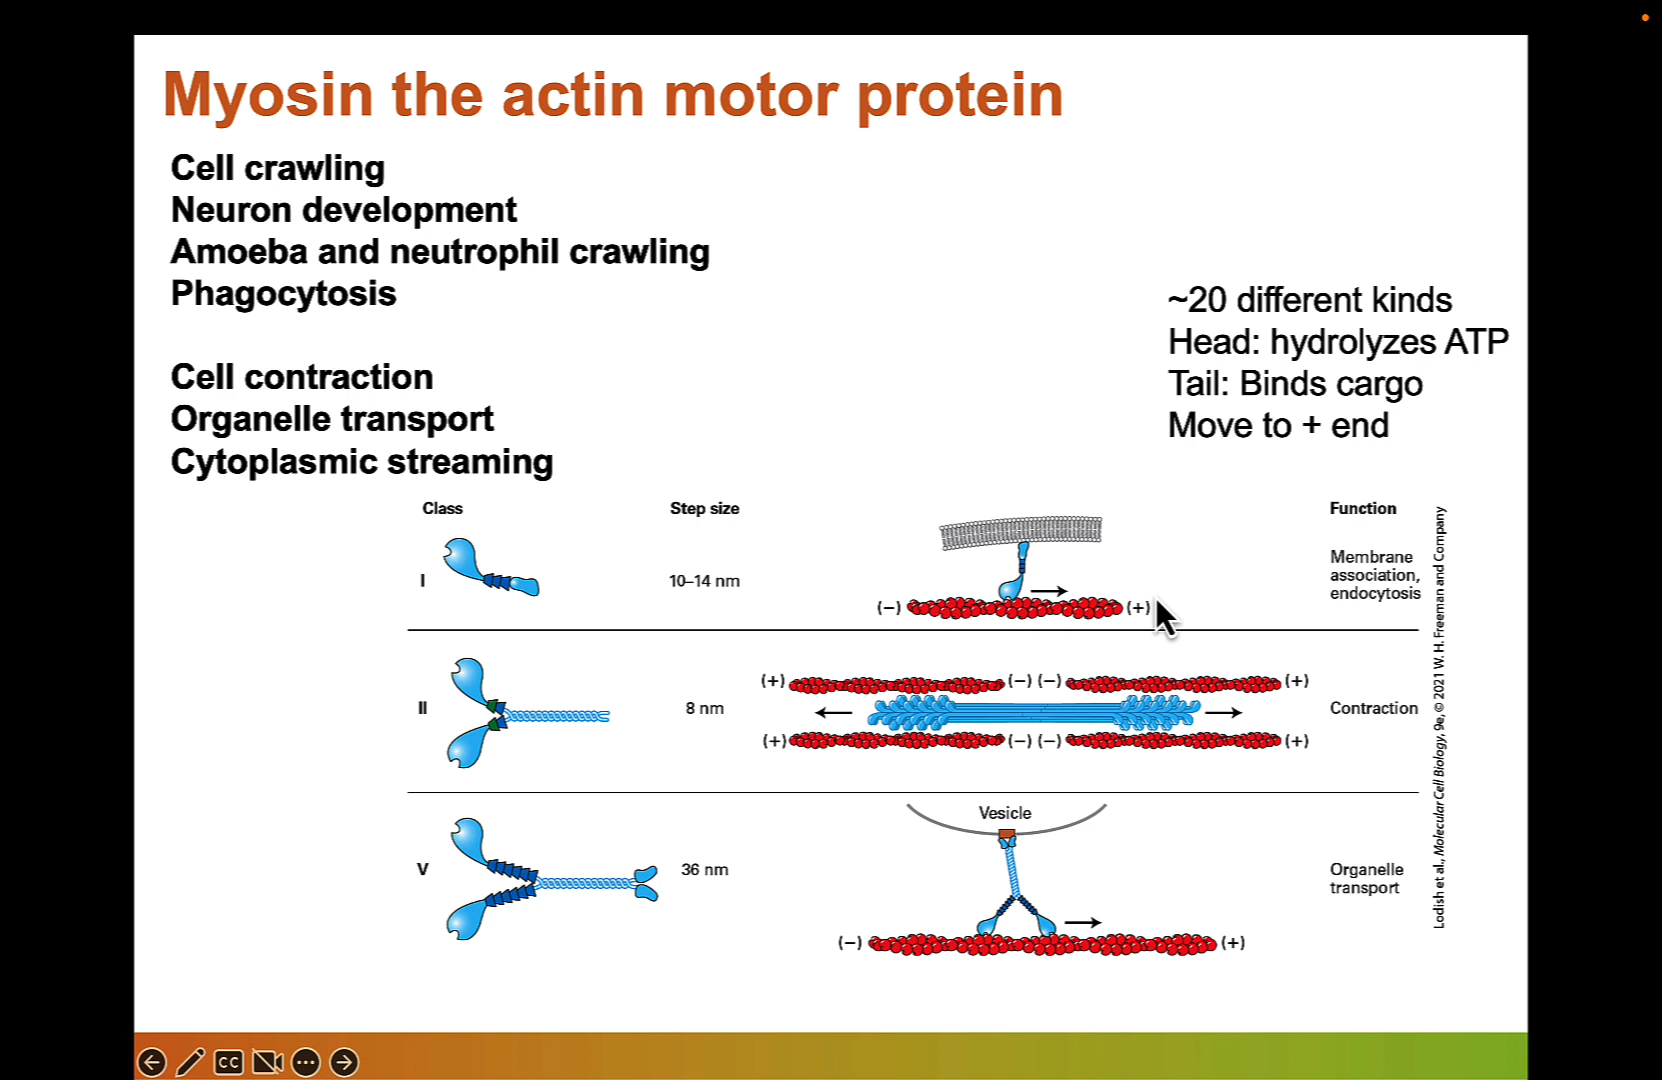 Myosin the actin motor protein
Cell crawling
Neuron development
Amoeba and neutrophil crawling
Phagocytosis
Cell contraction
Organelle transport
Cytoplasmic streaming
~20 different kinds
Head: hydrolyzes ATP
Tail: Binds cargo
Move to + end
Class
Step size
Function
I
10–14 nm
(–)
(+)
Membrane
association,
endocytosis
II
8 nm
(+)
(–) (–)
(+)
(+)
(–) (–)
(+)
Contraction
V
36 nm
Vesicle
(–)
(+)
Organelle
transport
Lodish et al., Molecular Cell Biology, 9e, © 2021 W. H. Freeman and Company
CC